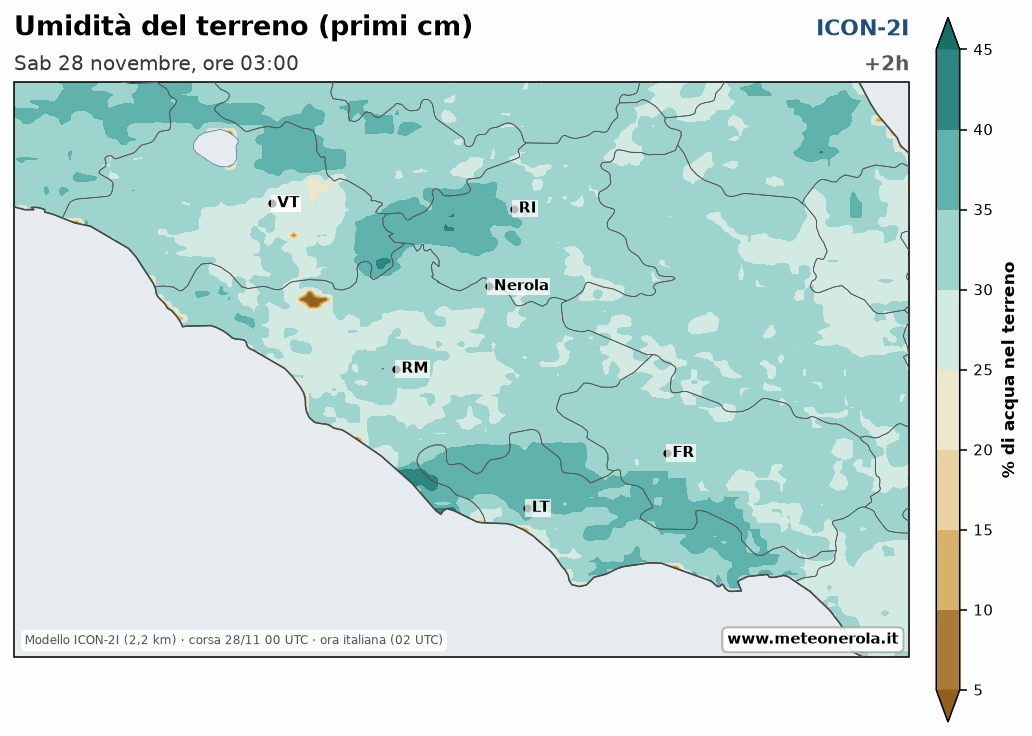 Umidità del terreno (primi cm)
ICON-2I
Sab 28 novembre, ore 03:00
+2h
VT
RI
Nerola
RM
FR
LT
Modello ICON-2I (2,2 km) · corsa 28/11 00 UTC · ora italiana (02 UTC)
www.meteonerola.it
45
40
35
30
25
20
15
10
5
% di acqua nel terreno